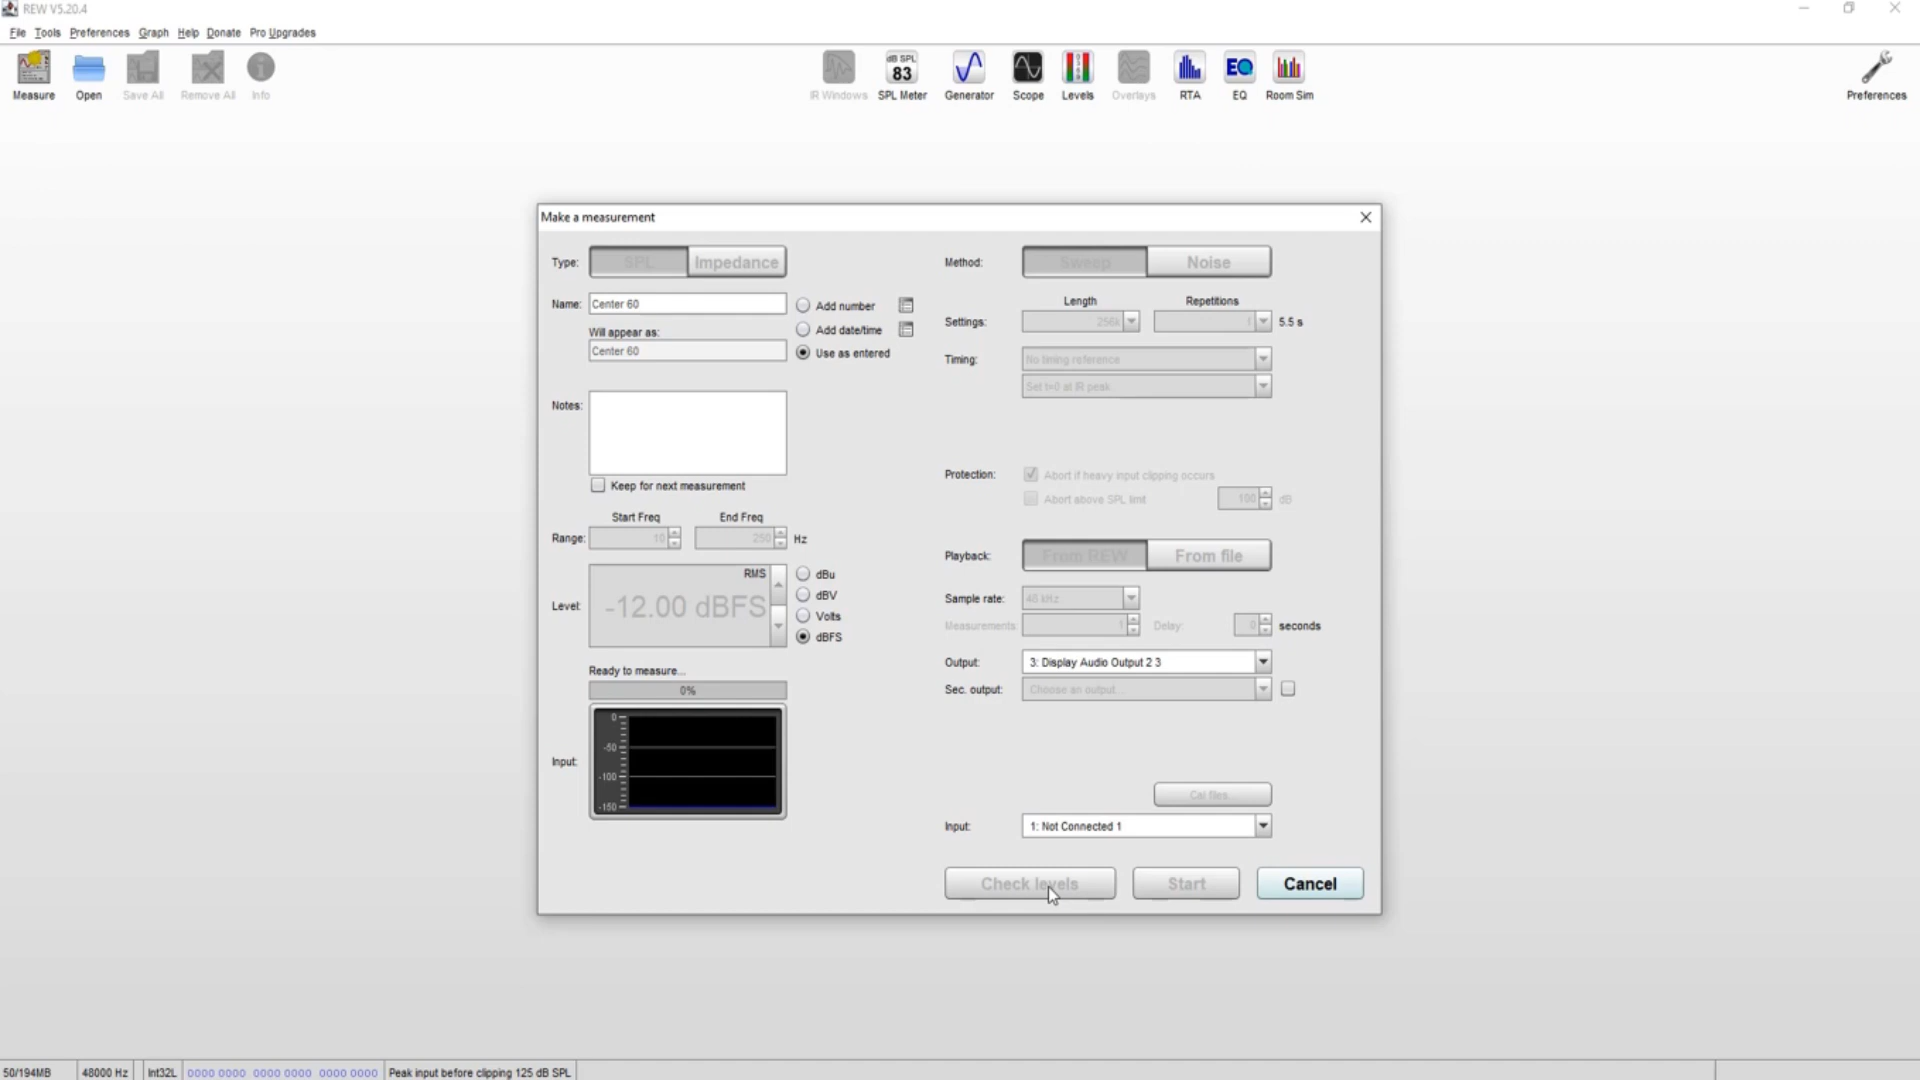 REW V5.20.4
File Tools Preferences Graph Help Donate Pro Upgrades
dB SPL
83
EQ
Measure Open Save All Remove All Info IR Windows SPL Meter Generator Scope Levels Overlays RTA EQ Room Sim Preferences
Make a measurement
Type: SPL Impedance
Name: Center 60
Add number
Will appear as:
Add date/time
Center 60
Use as entered
Notes:
Keep for next measurement
Start Freq End Freq
Range: 10 250 Hz
RMS
Level: -12.00 dBFS
dBu
dBV
Volts
dBFS
Ready to measure...
0%
Input:
0
-50
-100
-150
Method: Sweep Noise
Length Repetitions
Settings: 256k 1 5.5 s
Timing: No timing reference
Set t=0 at IR peak
Protection: Abort if heavy input clipping occurs
Abort above SPL limit 100 dB
Playback: From REW From file
Sample rate: 48 kHz
Measurements: 1 Delay: 0 seconds
Output: 3: Display Audio Output 2 3
Sec. output: Choose an output...
Cal files...
Input: 1: Not Connected 1
Check levels Start Cancel
50/194MB 48000 Hz Int32L 0000 0000 0000 0000 0000 0000 Peak input before clipping 125 dB SPL